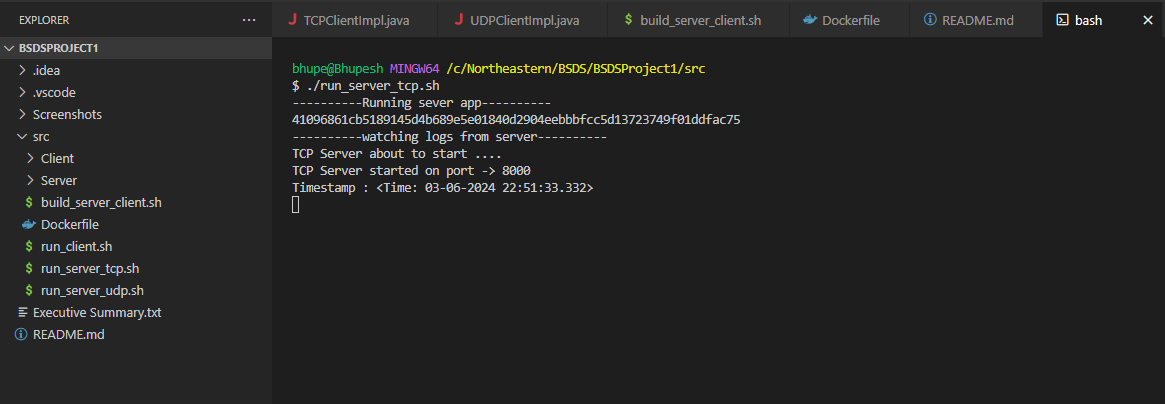 EXPLORER
BSDSPROJECT1
.idea
.vscode
Screenshots
src
Client
Server
$ build_server_client.sh
Dockerfile
$ run_client.sh
$ run_server_tcp.sh
$ run_server_udp.sh
Executive Summary.txt
README.md
J TCPClientImpl.java
J UDPClientImpl.java
$ build_server_client.sh
Dockerfile
README.md
bash
bhupe@Bhupesh MINGW64 /c/Northeastern/BSDS/BSDSProject1/src
$ ./run_server_tcp.sh
----------Running sever app----------
41096861cb5189145d4b689e5e01840d2904eebbbfcc5d13723749f01ddfac75
----------watching logs from server----------
TCP Server about to start ....
TCP Server started on port -> 8000
Timestamp : <Time: 03-06-2024 22:51:33.332>